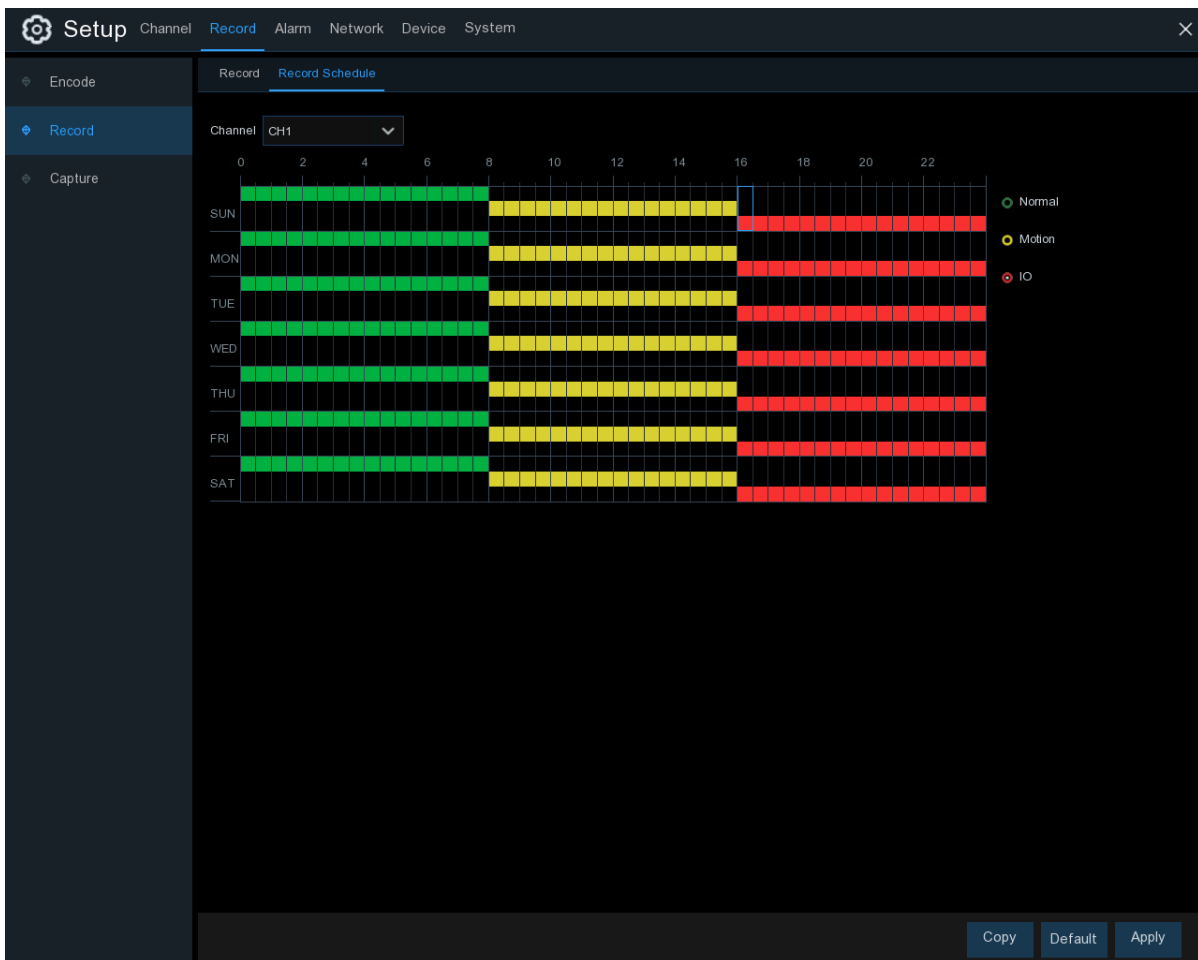 Setup Channel Record Alarm Network Device System
Encode
Record
Capture
Record Record Schedule
Channel CH1
0 2 4 6 8 10 12 14 16 18 20 22
SUN
MON
TUE
WED
THU
FRI
SAT
Normal
Motion
IO
Copy Default Apply